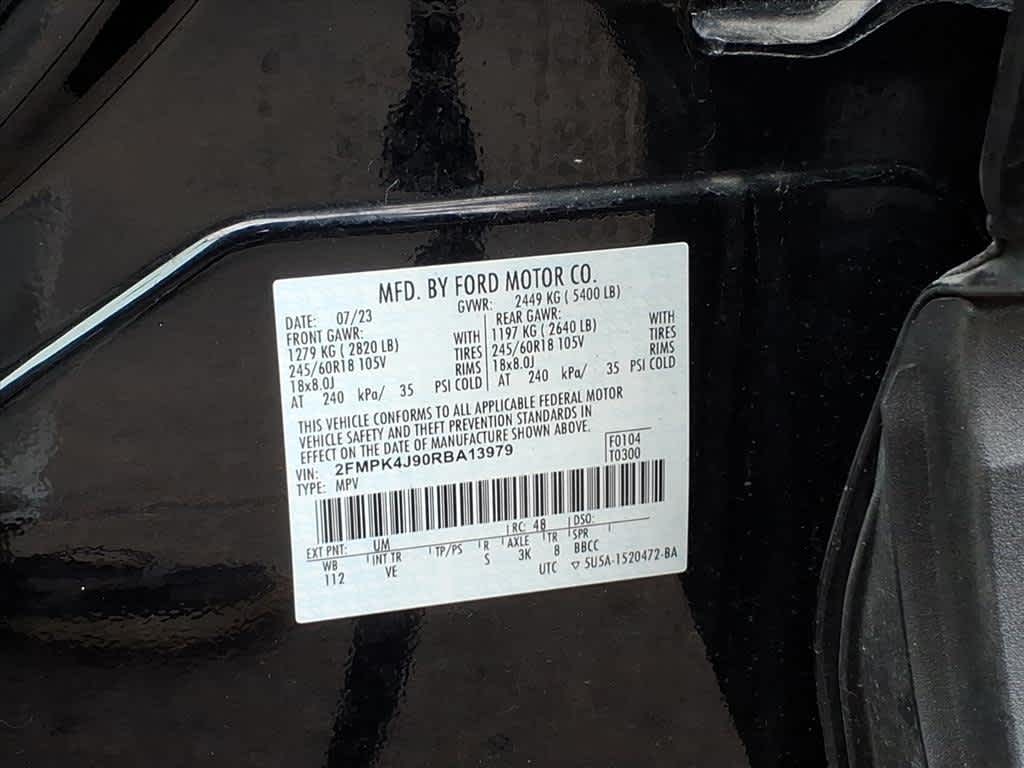 MFD. BY FORD MOTOR CO.
DATE: 07/23 GVWR: 2449 KG ( 5400 LB)
FRONT GAWR: REAR GAWR:
1279 KG ( 2820 LB) WITH 1197 KG ( 2640 LB) WITH
245/60R18 105V TIRES 245/60R18 105V TIRES
18x8.0J RIMS 18x8.0J RIMS
AT 240 kPa/ 35 PSI COLD AT 240 kPa/ 35 PSI COLD
THIS VEHICLE CONFORMS TO ALL APPLICABLE FEDERAL MOTOR
VEHICLE SAFETY AND THEFT PREVENTION STANDARDS IN
EFFECT ON THE DATE OF MANUFACTURE SHOWN ABOVE.
VIN: 2FMPK4J90RBA13979 F0104
TYPE: MPV T0300
EXT PNT: UM RC: 48 DSO:
WB INT TR TP/PS R AXLE TR SPR
112 VE S 3K 8 BBCC
UTC ▽ 5U5A-1520472-BA